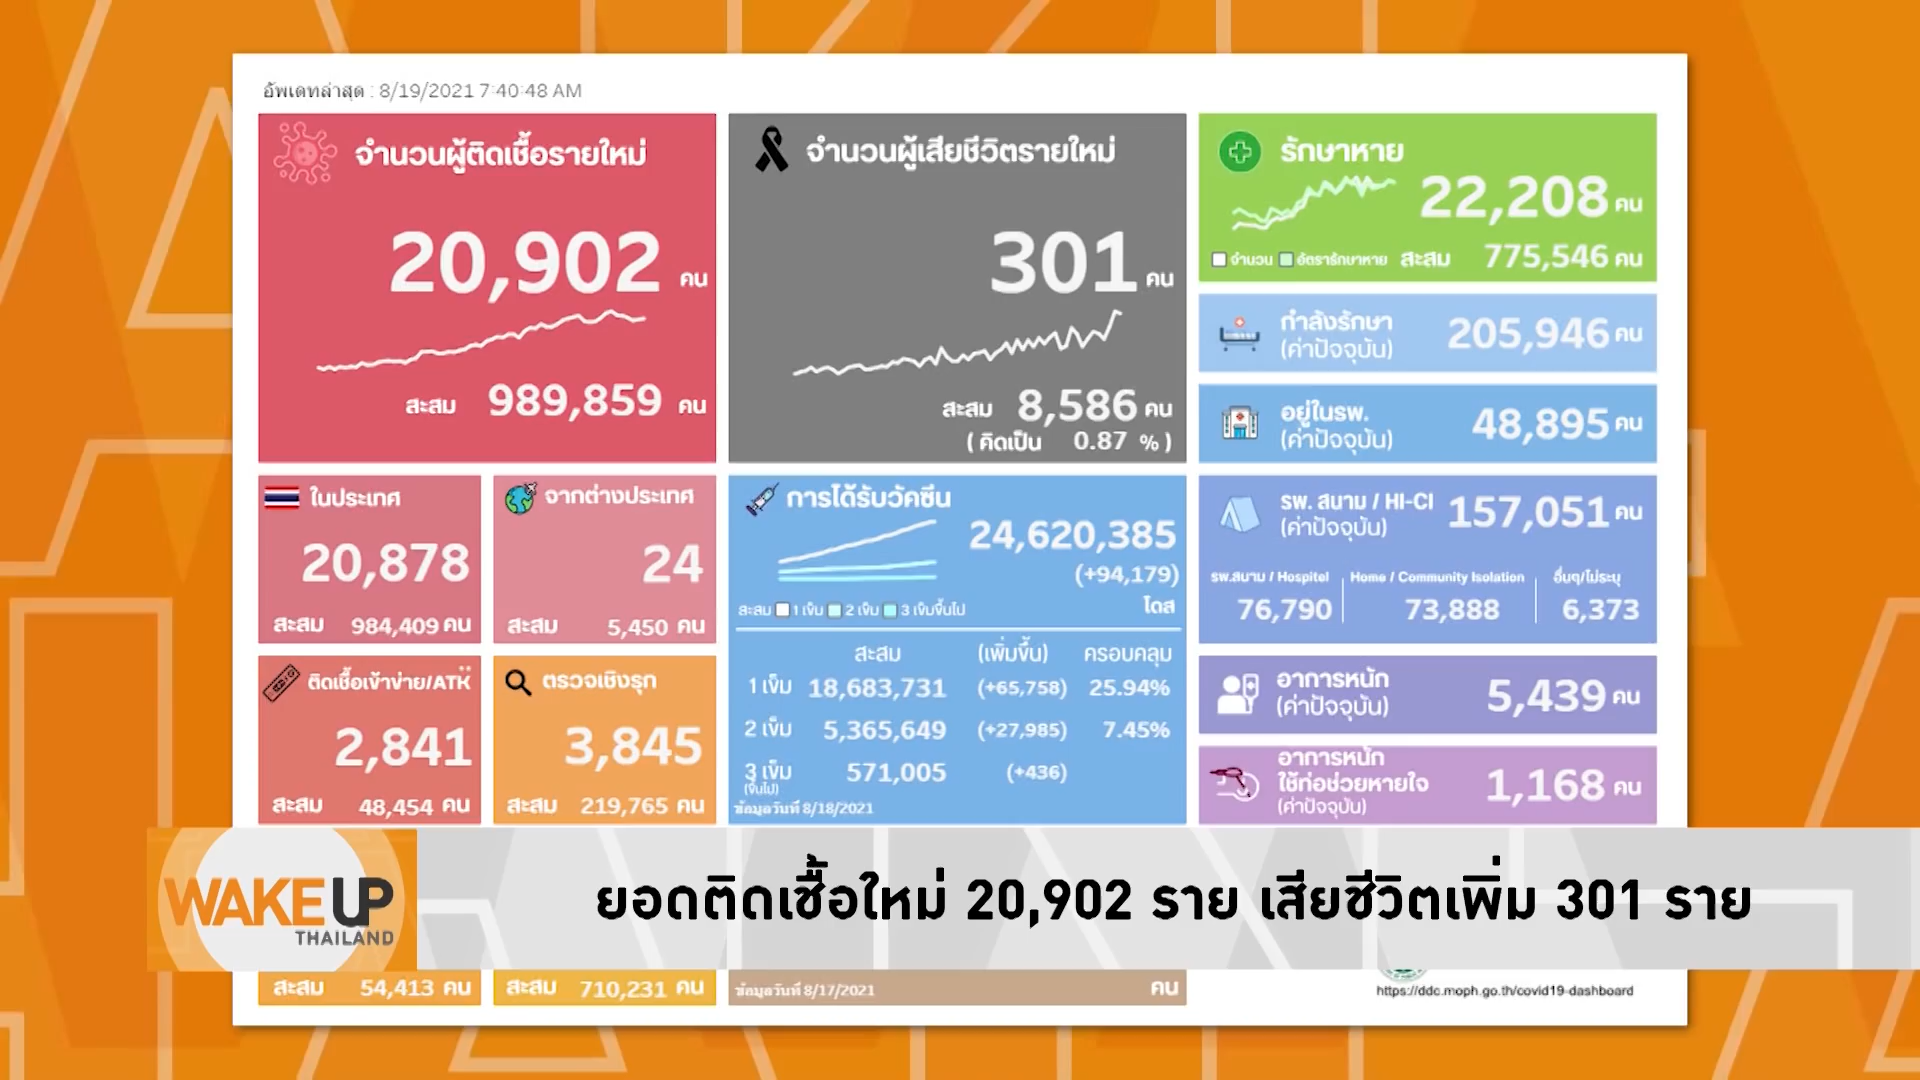 อัพเดทล่าสุด : 8/19/2021 7:40:48 AM
จำนวนผู้ติดเชื้อรายใหม่
20,902 คน
สะสม 989,859 คน
จำนวนผู้เสียชีวิตรายใหม่
301 คน
สะสม 8,586 คน
( คิดเป็น 0.87 % )
รักษาหาย
22,208 คน
จำนวน อัตรารักษาหาย สะสม 775,546 คน
กำลังรักษา
(ค่าปัจจุบัน)
205,946 คน
อยู่ในรพ.
(ค่าปัจจุบัน)
48,895 คน
ในประเทศ
20,878
สะสม 984,409 คน
จากต่างประเทศ
24
สะสม 5,450 คน
การได้รับวัคซีน
24,620,385
(+94,179)
โดส
สะสม 1 เข็ม 2 เข็ม 3 เข็มขึ้นไป
สะสม (เพิ่มขึ้น) ครอบคลุม
1 เข็ม 18,683,731 (+65,758) 25.94%
2 เข็ม 5,365,649 (+27,985) 7.45%
3 เข็ม 571,005 (+436)
(ขึ้นไป)
ข้อมูลวันที่ 8/18/2021
รพ. สนาม / HI-CI
(ค่าปัจจุบัน)
157,051 คน
รพ.สนาม / Hospitel Home / Community Isolation อื่นๆ/ไม่ระบุ
76,790 73,888 6,373
ติดเชื้อเข้าข่าย/ATK
2,841
สะสม 48,454 คน
ตรวจเชิงรุก
3,845
สะสม 219,765 คน
อาการหนัก
(ค่าปัจจุบัน)
5,439 คน
อาการหนัก
ใช้ท่อช่วยหายใจ
(ค่าปัจจุบัน)
1,168 คน
WAKE UP
THAILAND
ยอดติดเชื้อใหม่ 20,902 ราย เสียชีวิตเพิ่ม 301 ราย
สะสม 54,413 คน
สะสม 710,231 คน
ข้อมูลวันที่ 8/17/2021 คน
https://ddc.moph.go.th/covid19-dashboard